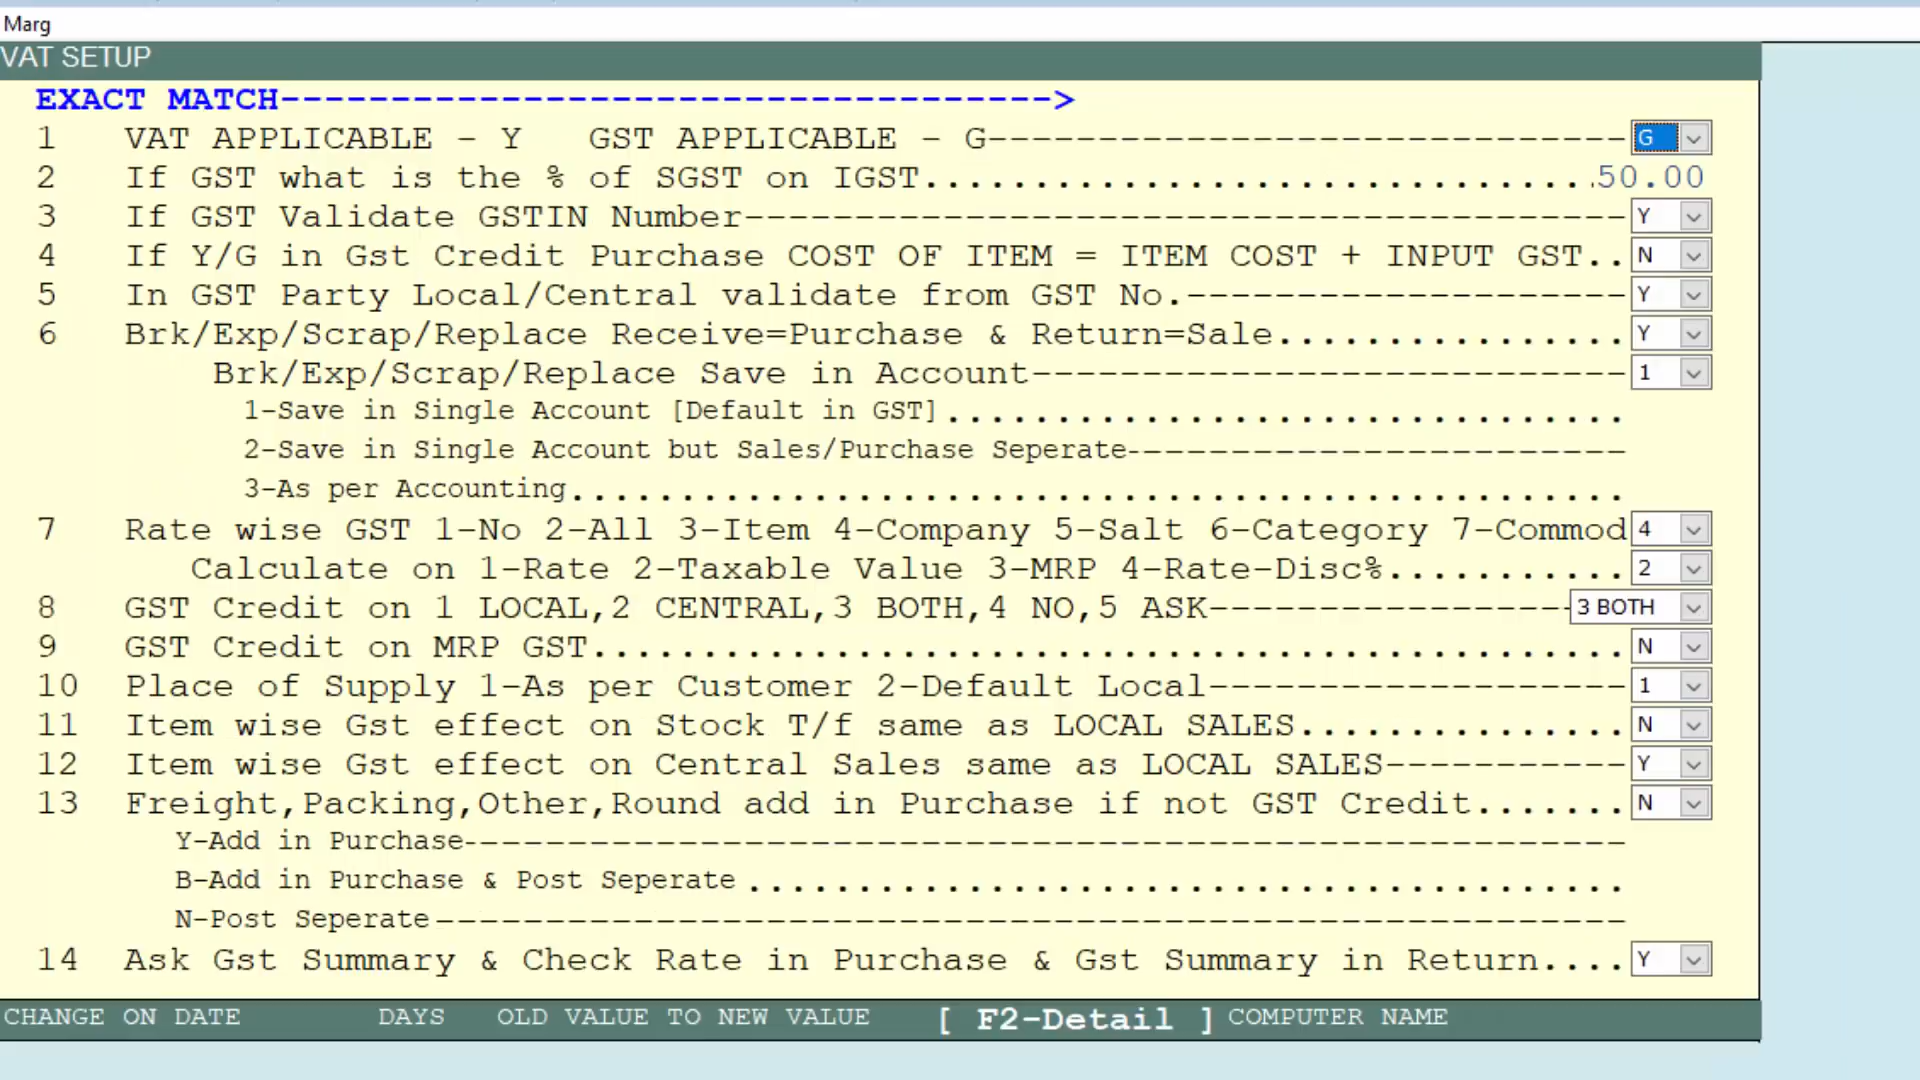 Marg
VAT SETUP
EXACT MATCH----------------------------------->
1 VAT APPLICABLE - Y GST APPLICABLE - G----------------------------- G
2 If GST what is the % of SGST on IGST...............................50.00
3 If GST Validate GSTIN Number---------------------------------------- Y
4 If Y/G in Gst Credit Purchase COST OF ITEM = ITEM COST + INPUT GST.. N
5 In GST Party Local/Central validate from GST No.-------------------- Y
6 Brk/Exp/Scrap/Replace Receive=Purchase & Return=Sale................ Y
Brk/Exp/Scrap/Replace Save in Account--------------------------- 1
1-Save in Single Account [Default in GST]........................................
2-Save in Single Account but Sales/Purchase Seperate-----------------------------
3-As per Accounting..............................................................
7 Rate wise GST 1-No 2-All 3-Item 4-Company 5-Salt 6-Category 7-Commod 4
Calculate on 1-Rate 2-Taxable Value 3-MRP 4-Rate-Disc%........... 2
8 GST Credit on 1 LOCAL,2 CENTRAL,3 BOTH,4 NO,5 ASK----------------- 3 BOTH
9 GST Credit on MRP GST............................................... N
10 Place of Supply 1-As per Customer 2-Default Local------------------- 1
11 Item wise Gst effect on Stock T/f same as LOCAL SALES............... N
12 Item wise Gst effect on Central Sales same as LOCAL SALES----------- Y
13 Freight,Packing,Other,Round add in Purchase if not GST Credit....... N
Y-Add in Purchase--------------------------------------------------------------------
B-Add in Purchase & Post Seperate ...................................................
N-Post Seperate----------------------------------------------------------------------
14 Ask Gst Summary & Check Rate in Purchase & Gst Summary in Return.... Y
CHANGE ON DATE DAYS OLD VALUE TO NEW VALUE [ F2-Detail ] COMPUTER NAME